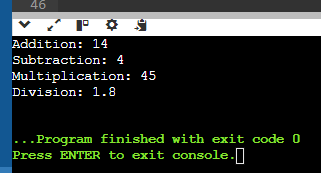 46
Addition: 14
Subtraction: 4
Multiplication: 45
Division: 1.8
...Program finished with exit code 0
Press ENTER to exit console.